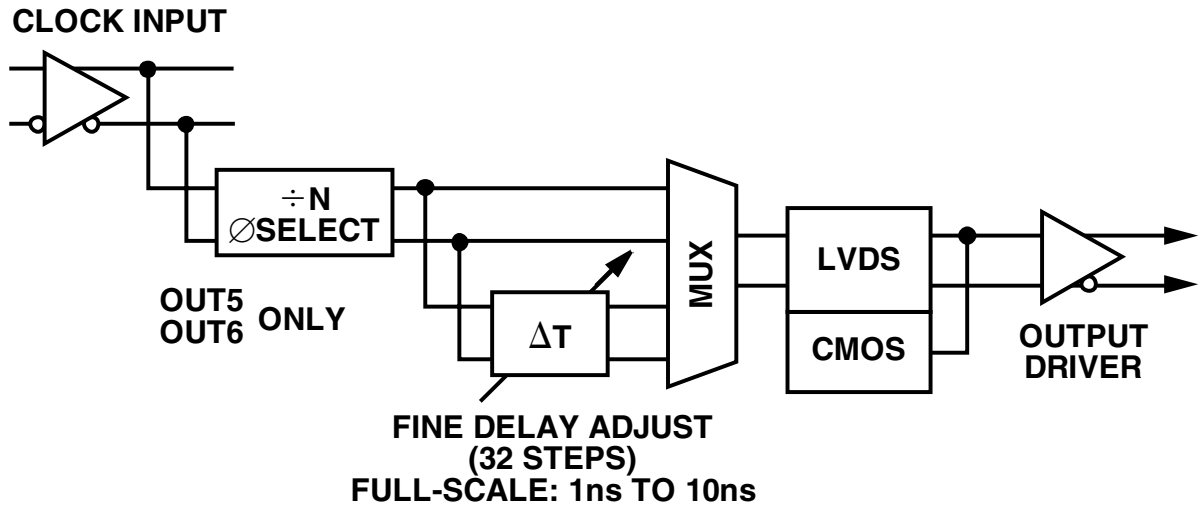 CLOCK INPUT
÷N
∅SELECT
OUT5
OUT6
ONLY
ΔT
MUX
LVDS
CMOS
OUTPUT
DRIVER
FINE DELAY ADJUST
(32 STEPS)
FULL-SCALE: 1ns TO 10ns